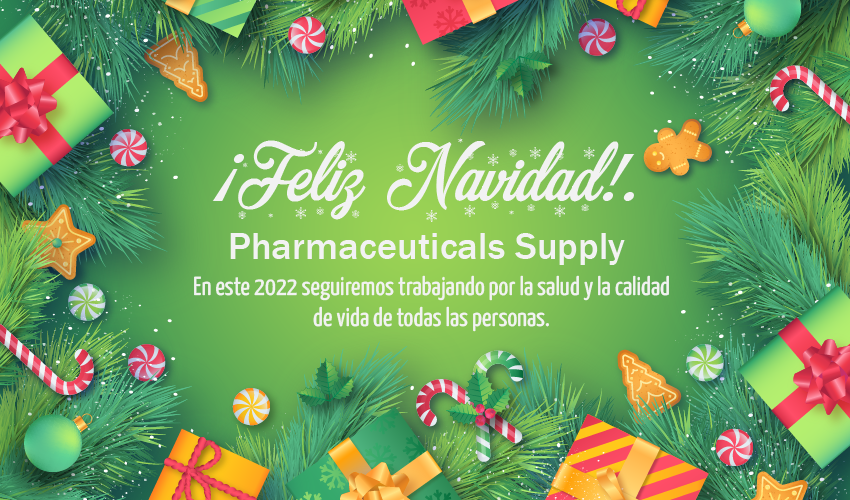 ¡Feliz Navidad!.
Pharmaceuticals Supply
En este 2022 seguiremos trabajando por la salud y la calidad
de vida de todas las personas.